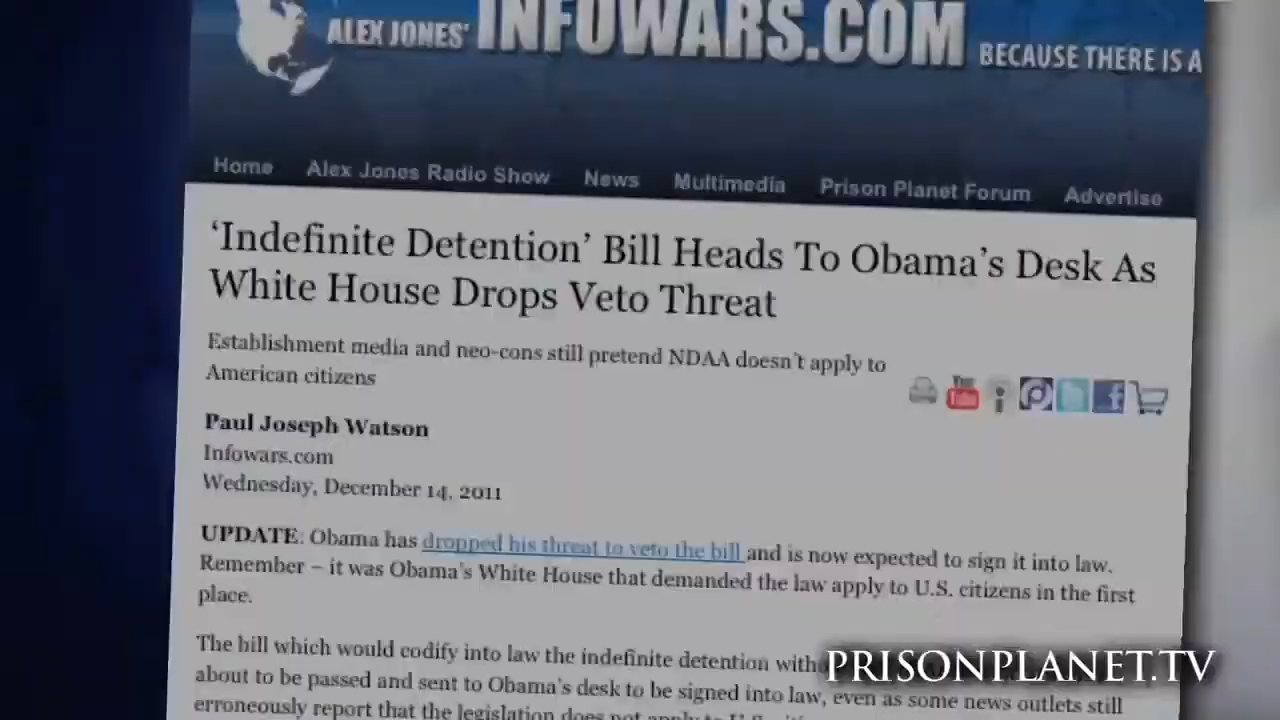 ALEX JONES' INFOWARS.COM BECAUSE THERE IS A
Home Alex Jones Radio Show News Multimedia Prison Planet Forum Advertise
‘Indefinite Detention’ Bill Heads To Obama’s Desk As
White House Drops Veto Threat
Establishment media and neo-cons still pretend NDAA doesn’t apply to
American citizens
You Tube
Paul Joseph Watson
Infowars.com
Wednesday, December 14, 2011
UPDATE: Obama has dropped his threat to veto the bill and is now expected to sign it into law.
Remember – it was Obama’s White House that demanded the law apply to U.S. citizens in the first
place.
The bill which would codify into law the indefinite detention
about to be passed and sent to Obama’s desk to be signed into law, even as some news outlets still
erroneously report that the legislation does not apply to
PRISONPLANET.TV